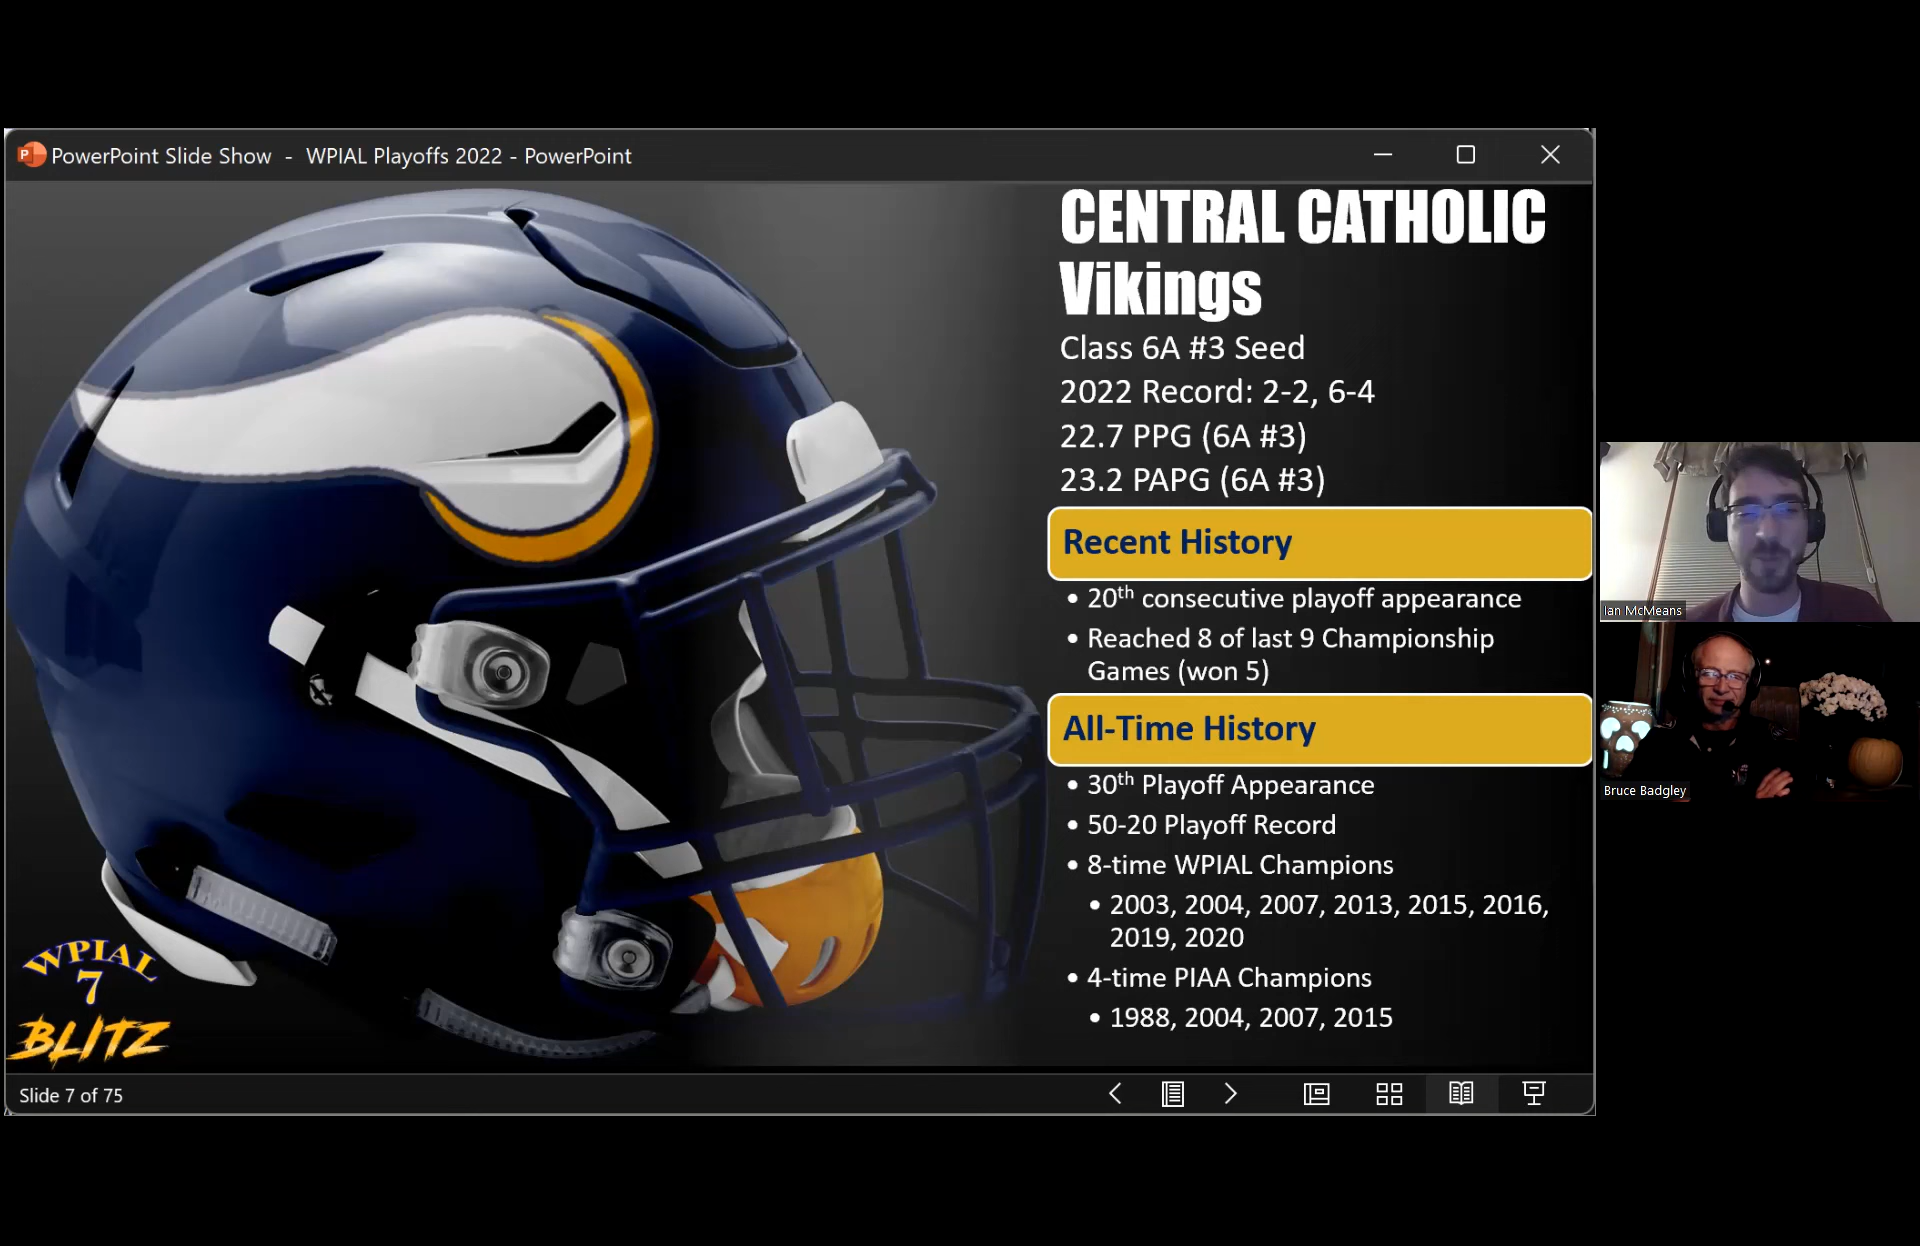 PowerPoint Slide Show - WPIAL Playoffs 2022 - PowerPoint
CENTRAL CATHOLIC
Vikings
Class 6A #3 Seed
2022 Record: 2-2, 6-4
22.7 PPG (6A #3)
23.2 PAPG (6A #3)
Recent History
• 20th consecutive playoff appearance
• Reached 8 of last 9 Championship
Games (won 5)
All-Time History
• 30th Playoff Appearance
• 50-20 Playoff Record
• 8-time WPIAL Champions
• 2003, 2004, 2007, 2013, 2015, 2016,
2019, 2020
• 4-time PIAA Champions
• 1988, 2004, 2007, 2015
WPIAL
7
BLITZ
Slide 7 of 75
Ian McMeans
Bruce Badgley